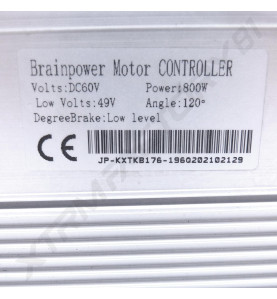 Brainpower Motor CONTROLLER
Volts:DC60V Power:800W
Low Volts:49V Angle:120°
DegreeBrake:Low level
CE
JP-KXTKB176-1960202102129